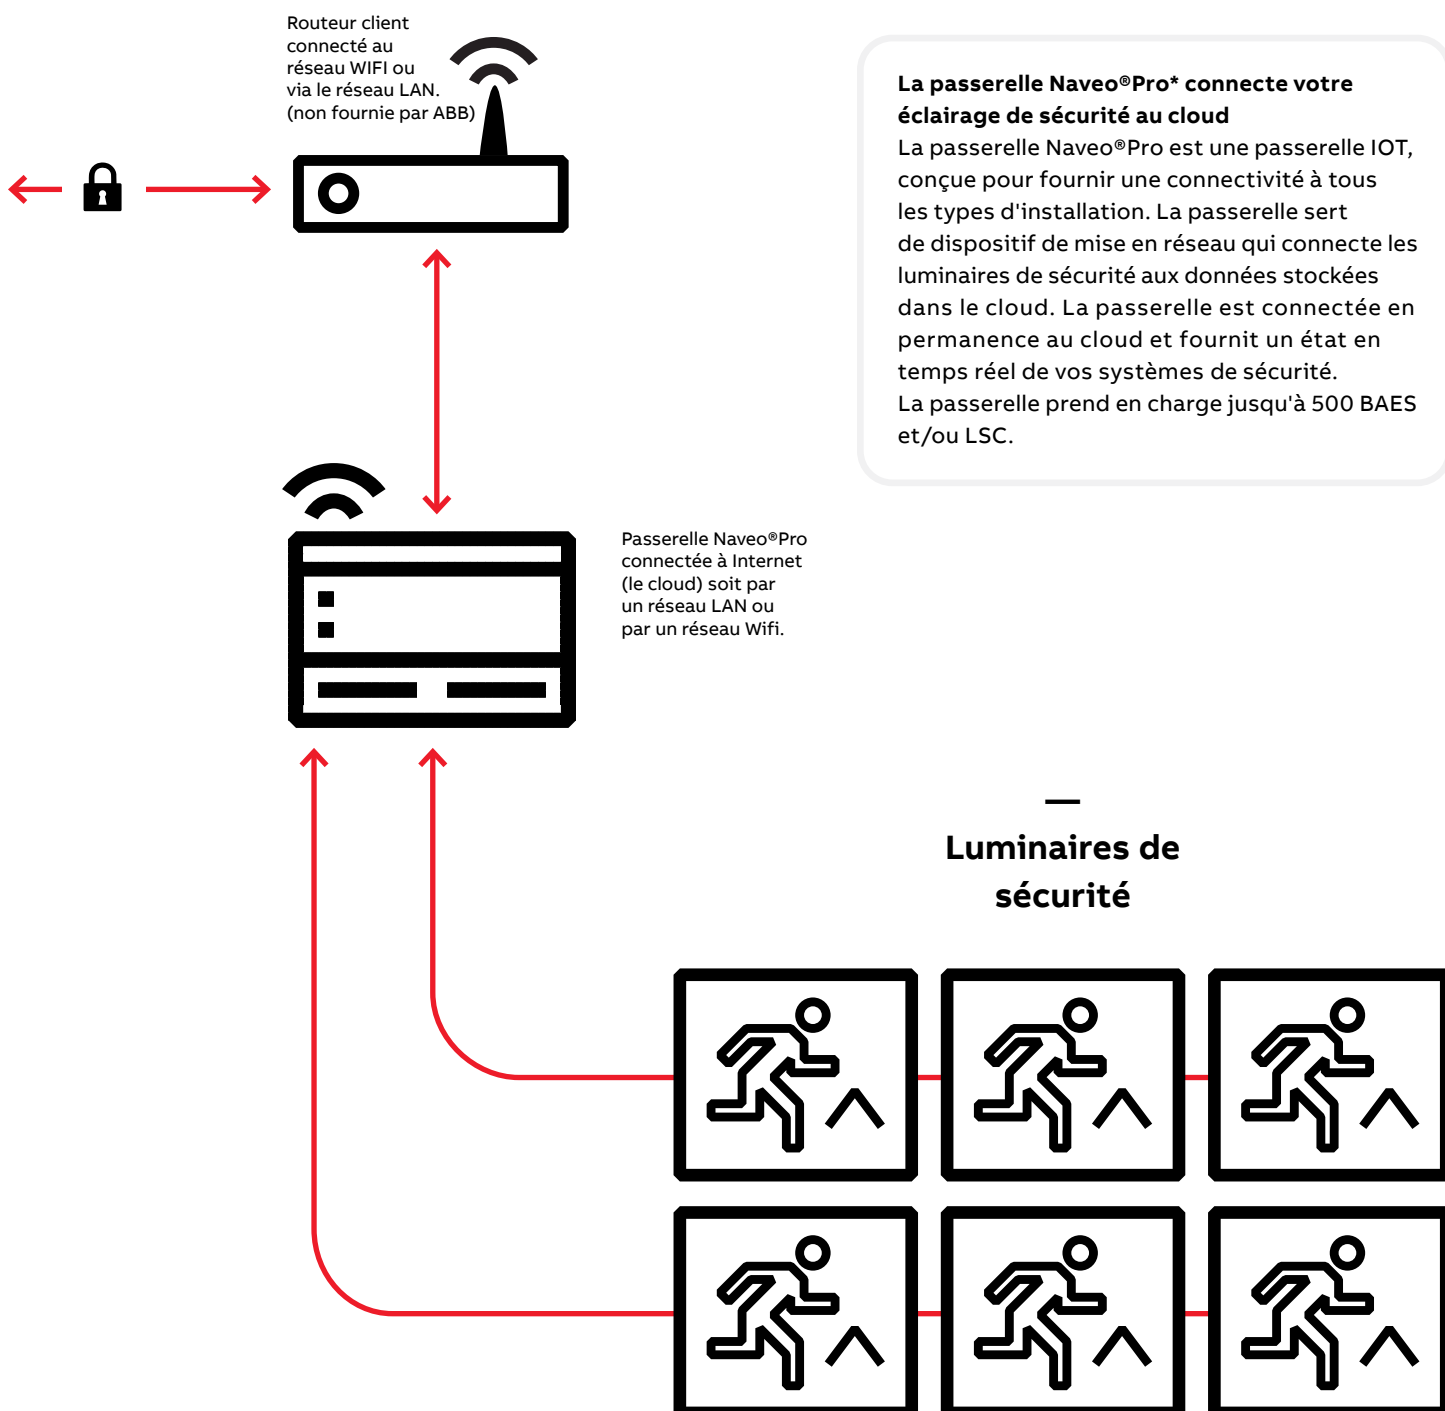 Routeur client
connecté au
réseau WIFI ou
via le réseau LAN.
(non fournie par ABB)
La passerelle Naveo®Pro* connecte votre
éclairage de sécurité au cloud
La passerelle Naveo®Pro est une passerelle IOT,
conçue pour fournir une connectivité à tous
les types d'installation. La passerelle sert
de dispositif de mise en réseau qui connecte les
luminaires de sécurité aux données stockées
dans le cloud. La passerelle est connectée en
permanence au cloud et fournit un état en
temps réel de vos systèmes de sécurité.
La passerelle prend en charge jusqu'à 500 BAES
et/ou LSC.
Passerelle Naveo®Pro
connectée à Internet
(le cloud) soit par
un réseau LAN ou
par un réseau Wifi.
Luminaires de
sécurité